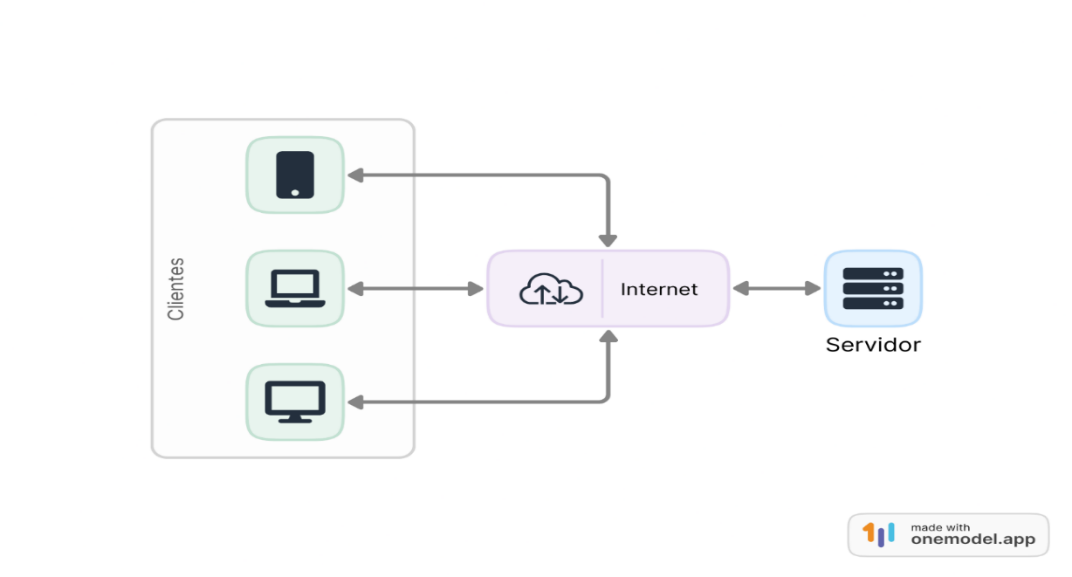 Clientes
Internet
Servidor
made with
onemodel.app